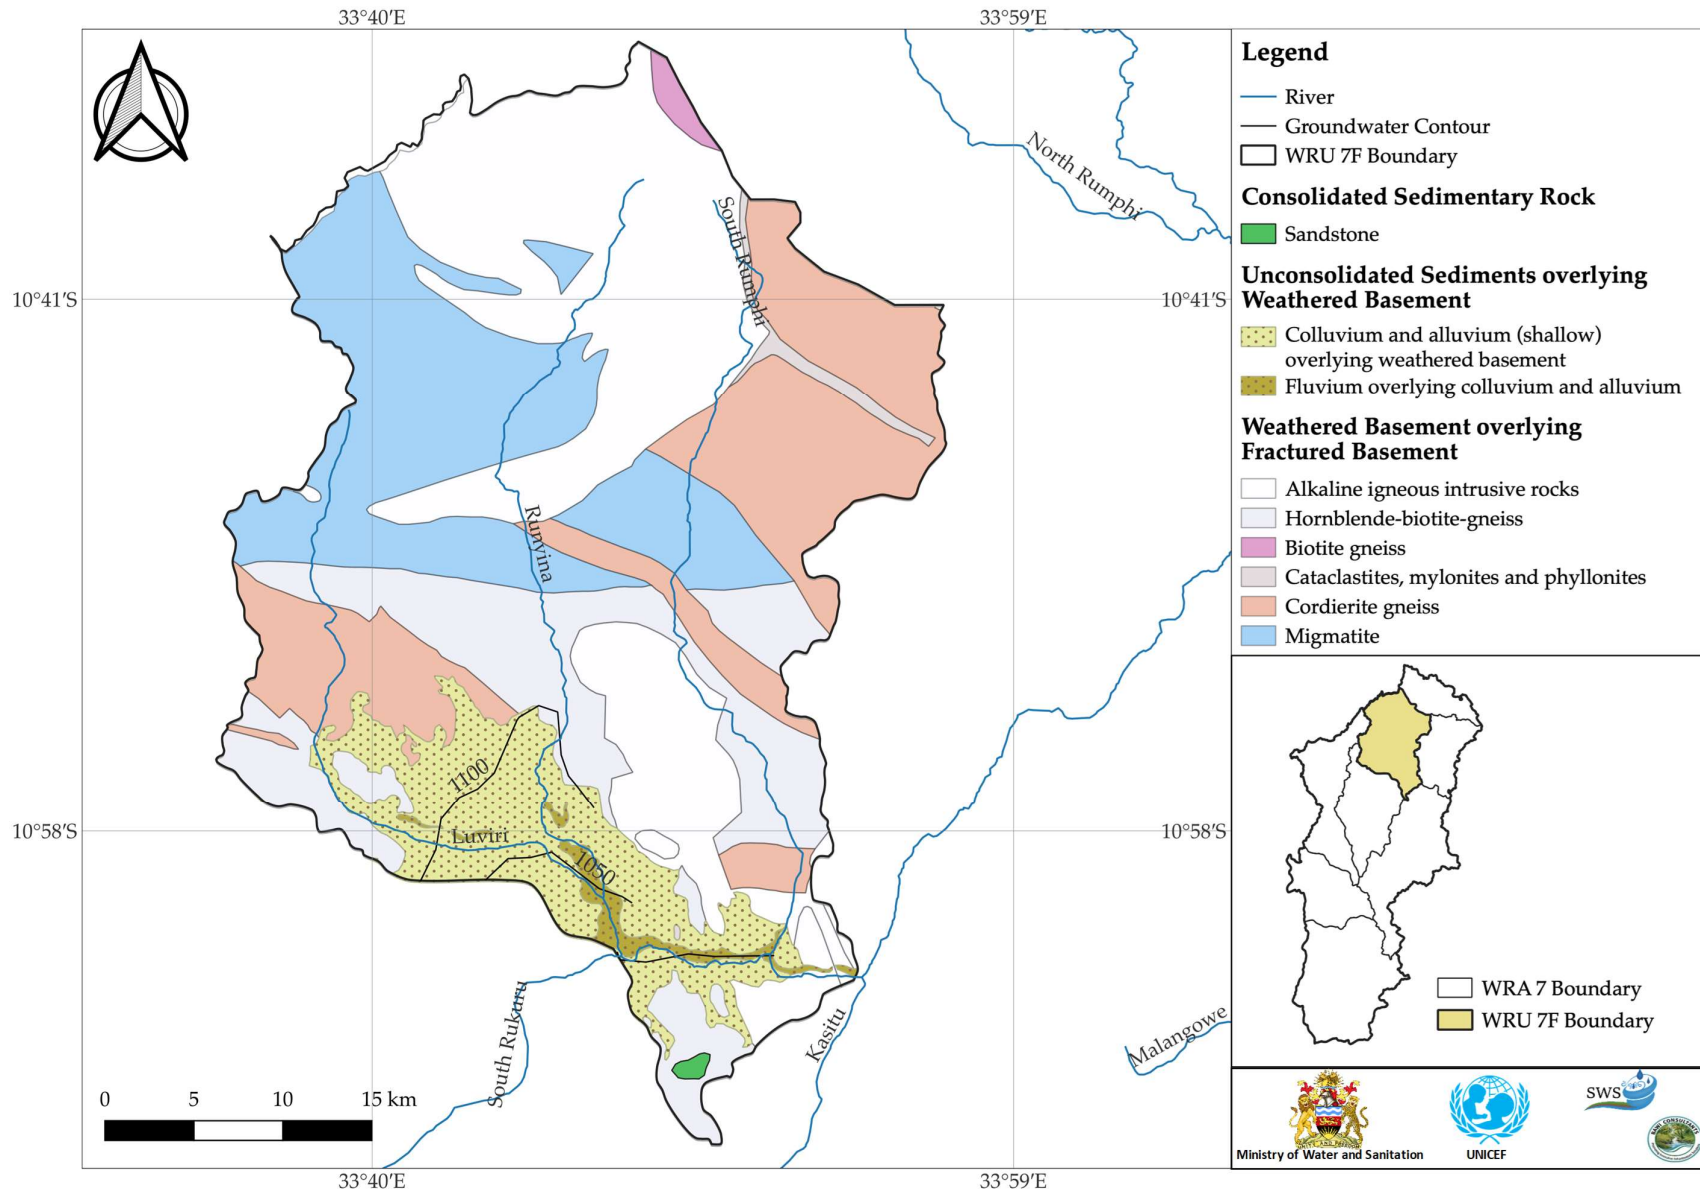 33°40′E
33°59′E
North Rumphi
South Rumphi
10°41′S
10°41′S
Runyina
1100
10°58′S
10°58′S
Luviri
1050
South Rukuru
Kasitu
Malangowe
0 5 10 15 km
33°40′E
33°59′E
Legend
River
Groundwater Contour
WRU 7F Boundary
Consolidated Sedimentary Rock
Sandstone
Unconsolidated Sediments overlying
Weathered Basement
Colluvium and alluvium (shallow)
overlying weathered basement
Fluvium overlying colluvium and alluvium
Weathered Basement overlying
Fractured Basement
Alkaline igneous intrusive rocks
Hornblende-biotite-gneiss
Biotite gneiss
Cataclastites, mylonites and phyllonites
Cordierite gneiss
Migmatite
WRA 7 Boundary
WRU 7F Boundary
Ministry of Water and Sanitation
UNICEF
SWS